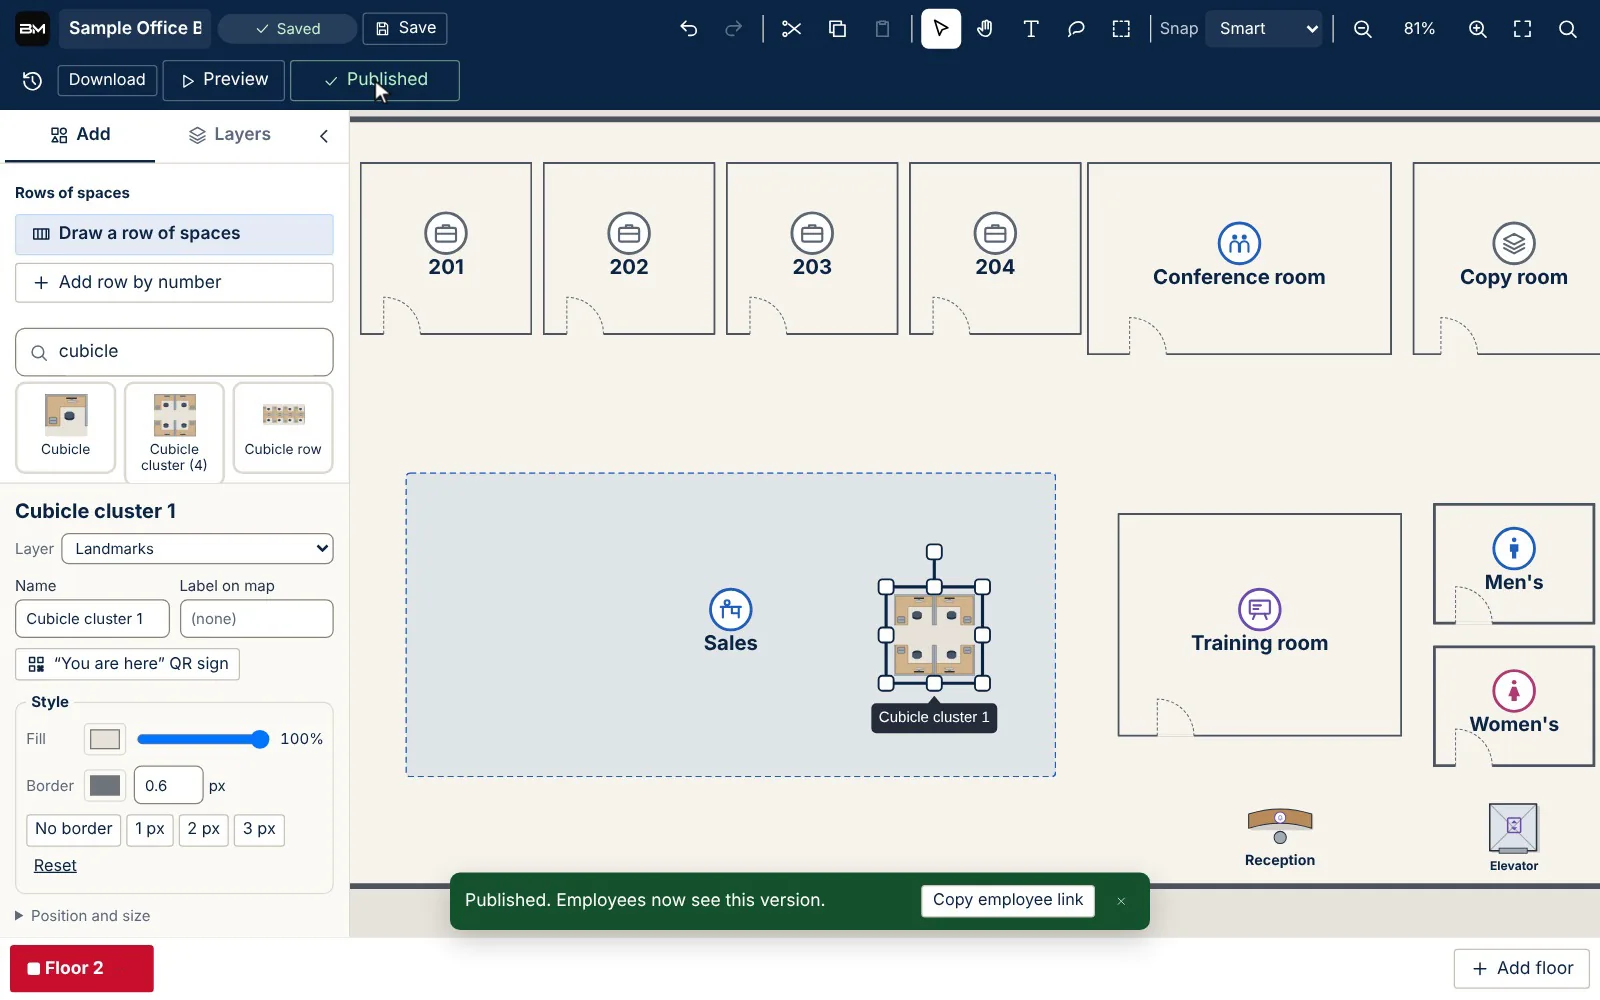 BM Sample Office B Saved Save Snap Smart 81%
Download Preview Published
Add Layers
Rows of spaces
Draw a row of spaces
Add row by number
cubicle
Cubicle
Cubicle cluster (4)
Cubicle row
Cubicle cluster 1
Layer Landmarks
Name Label on map
Cubicle cluster 1 (none)
“You are here” QR sign
Style
Fill 100%
Border 0.6 px
No border 1 px 2 px 3 px
Reset
Position and size
201 202 203 204
Conference room Copy room
Sales
Cubicle cluster 1
Training room
Men's
Women's
Reception
Elevator
Published. Employees now see this version. Copy employee link ×
Floor 2 Add floor